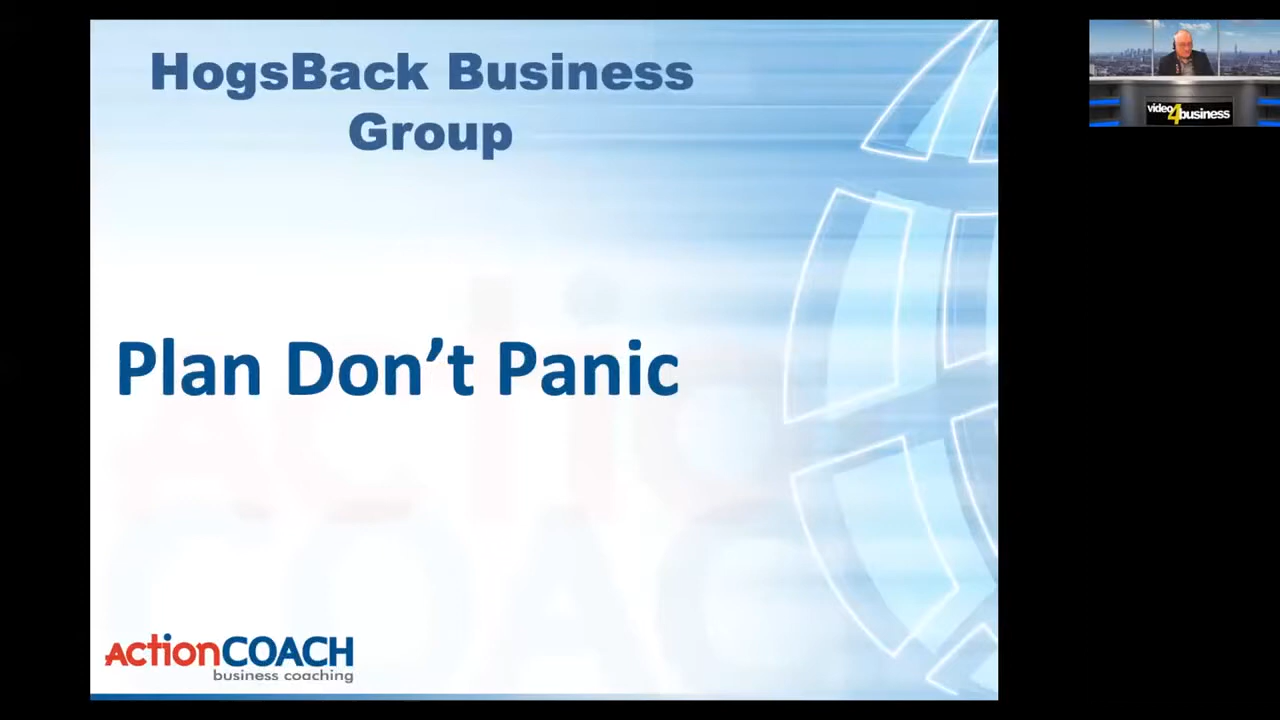 HogsBack Business
Group
Plan Don't Panic
actionCOACH
business coaching
video4business